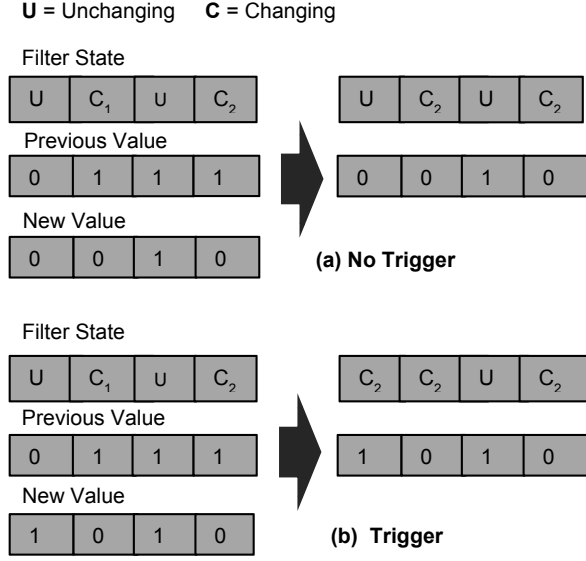 U = Unchanging C = Changing
Filter State
U C₁ U C₂ U C₂ U C₂
Previous Value
0 1 1 1 0 0 1 0
New Value
0 0 1 0
(a) No Trigger
Filter State
U C₁ U C₂ C₂ C₂ U C₂
Previous Value
0 1 1 1 1 0 1 0
New Value
1 0 1 0
(b) Trigger